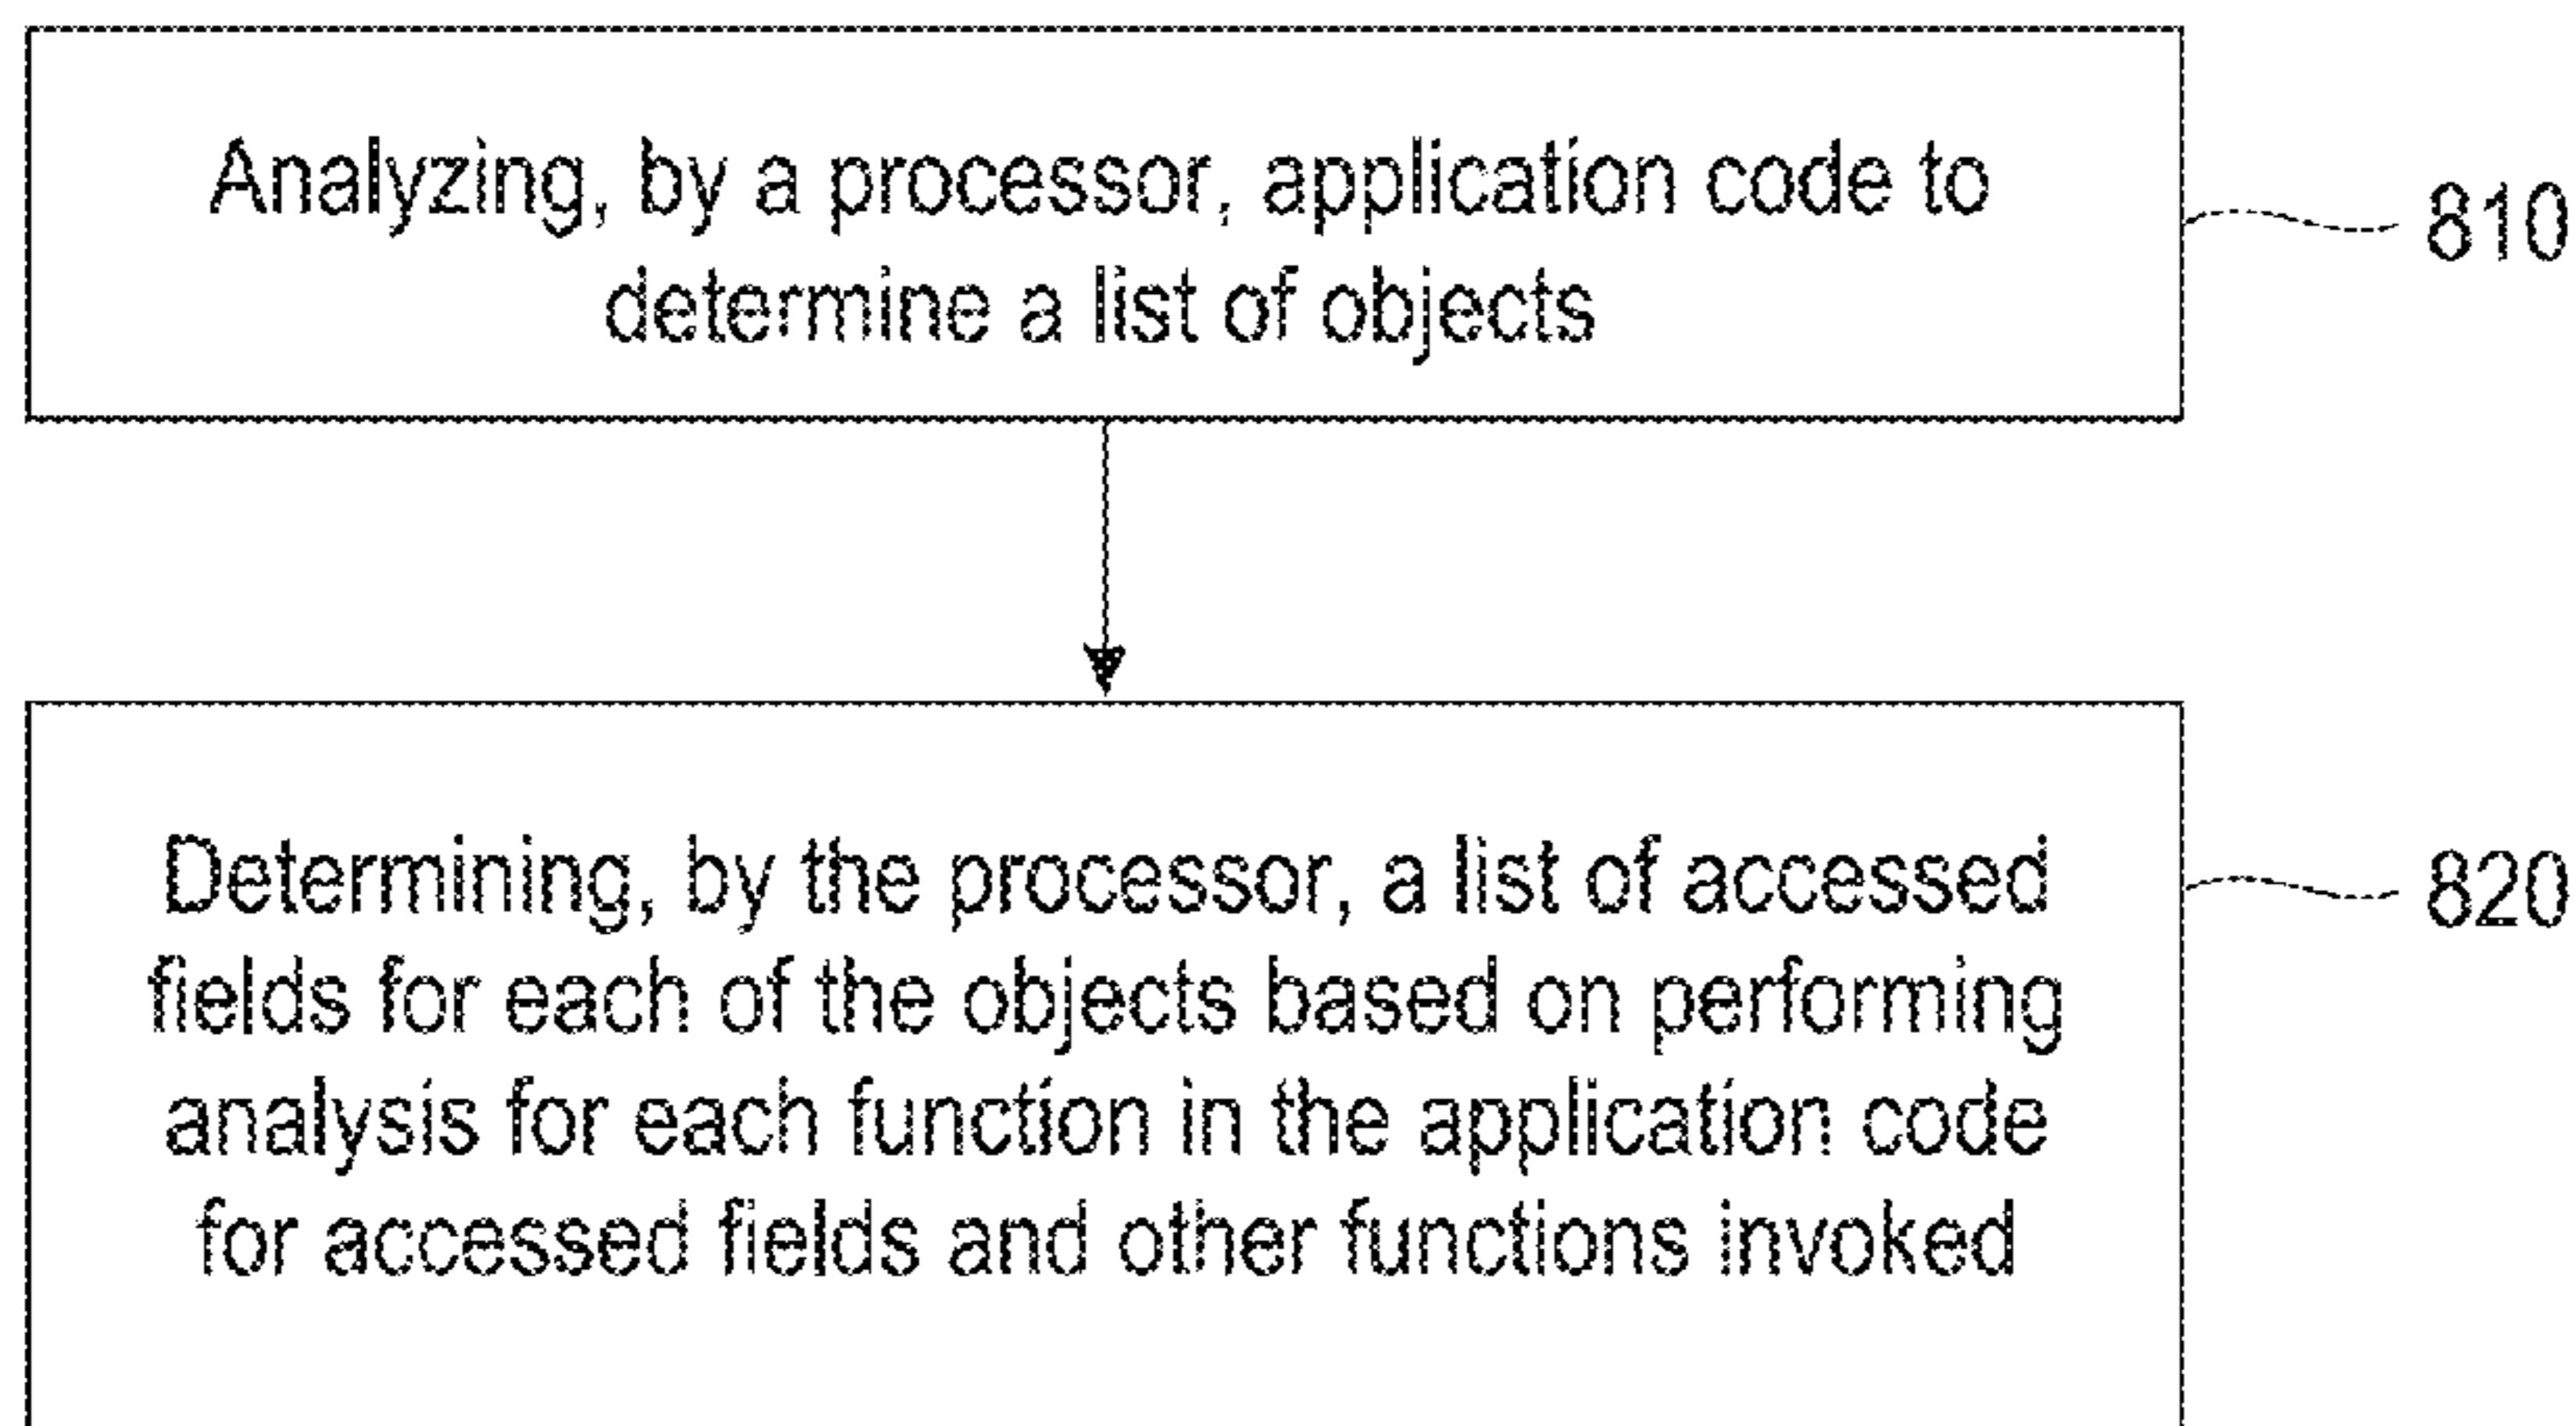 Analyzing, by a processor, application code to
determine a list of objects
810
Determining, by the processor, a list of accessed
fields for each of the objects based on performing
analysis for each function in the application code
for accessed fields and other functions invoked
820